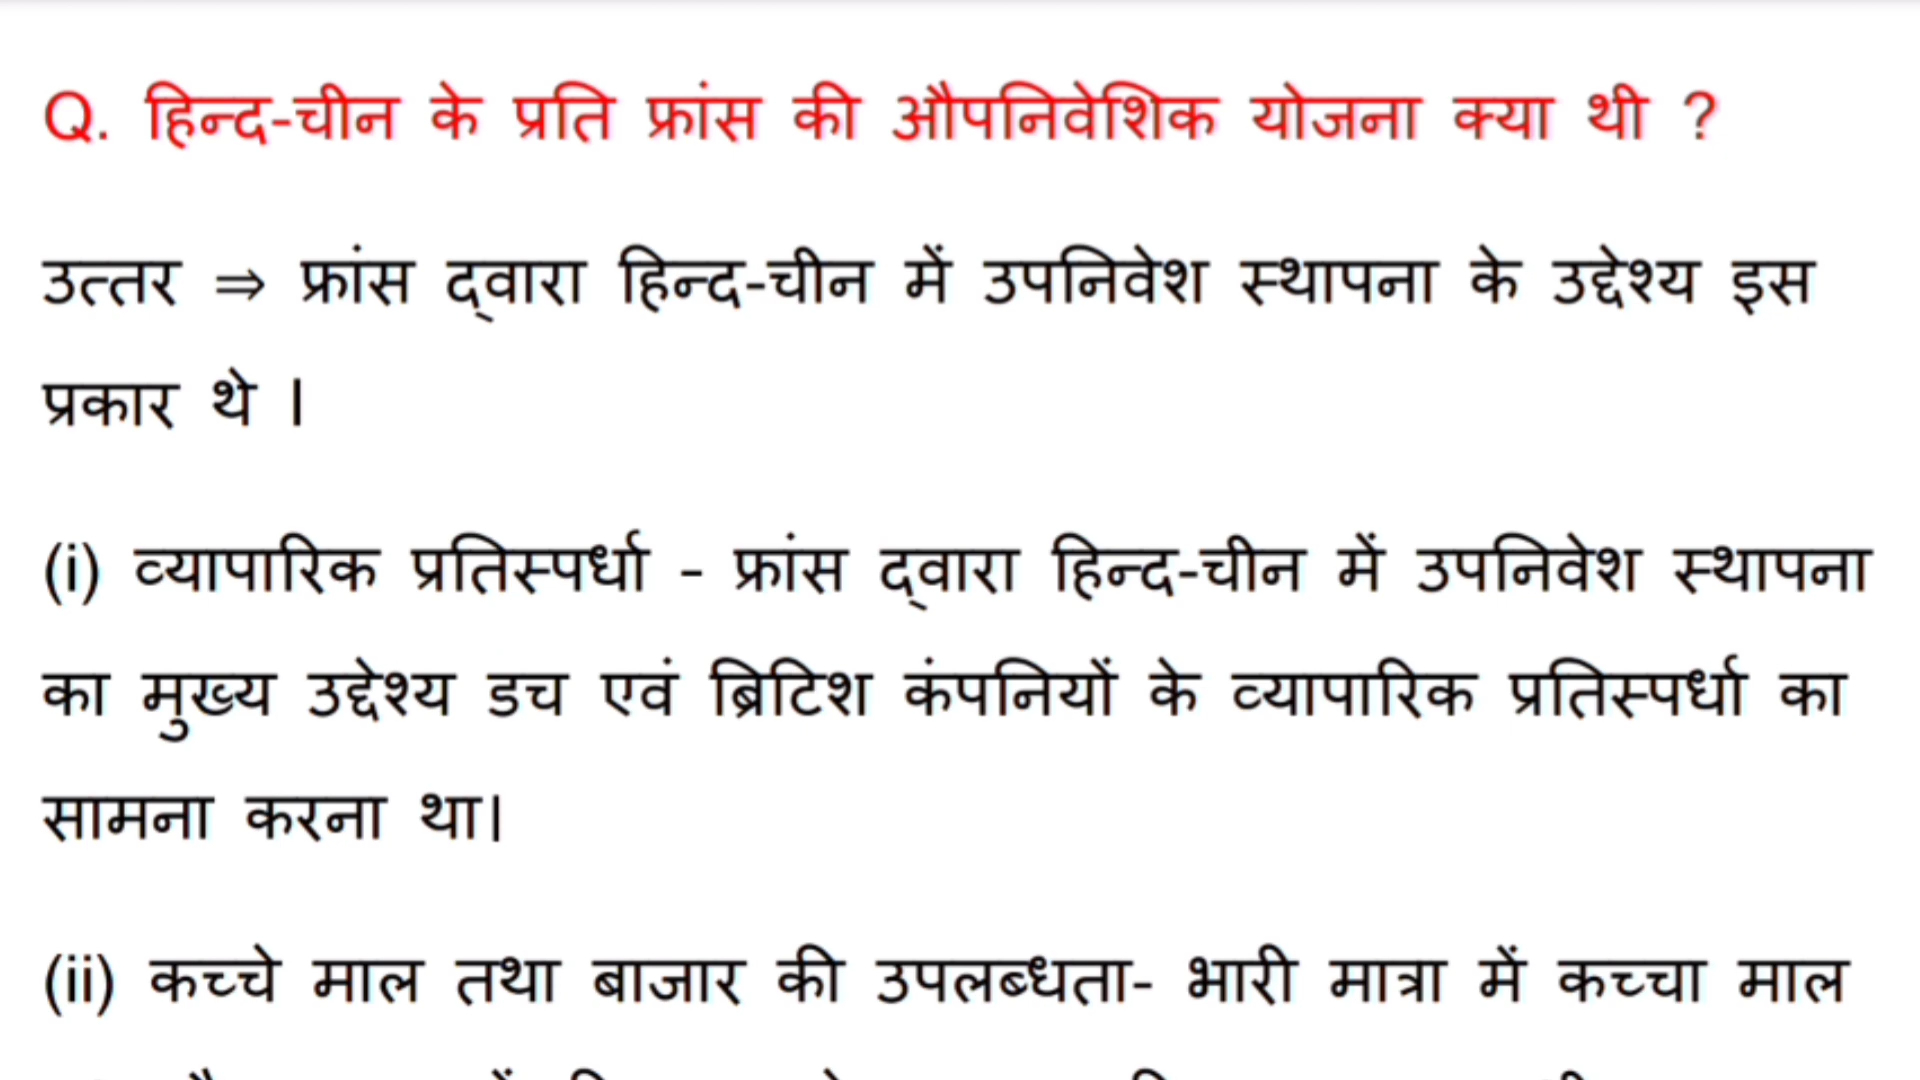 Q. हिन्द-चीन के प्रति फ्रांस की औपनिवेशिक योजना क्या थी ?
उत्तर ⇒ फ्रांस द्वारा हिन्द-चीन में उपनिवेश स्थापना के उद्देश्य इस
प्रकार थे ।
(i) व्यापारिक प्रतिस्पर्धा - फ्रांस द्वारा हिन्द-चीन में उपनिवेश स्थापना
का मुख्य उद्देश्य डच एवं ब्रिटिश कंपनियों के व्यापारिक प्रतिस्पर्धा का
सामना करना था।
(ii) कच्चे माल तथा बाजार की उपलब्धता- भारी मात्रा में कच्चा माल